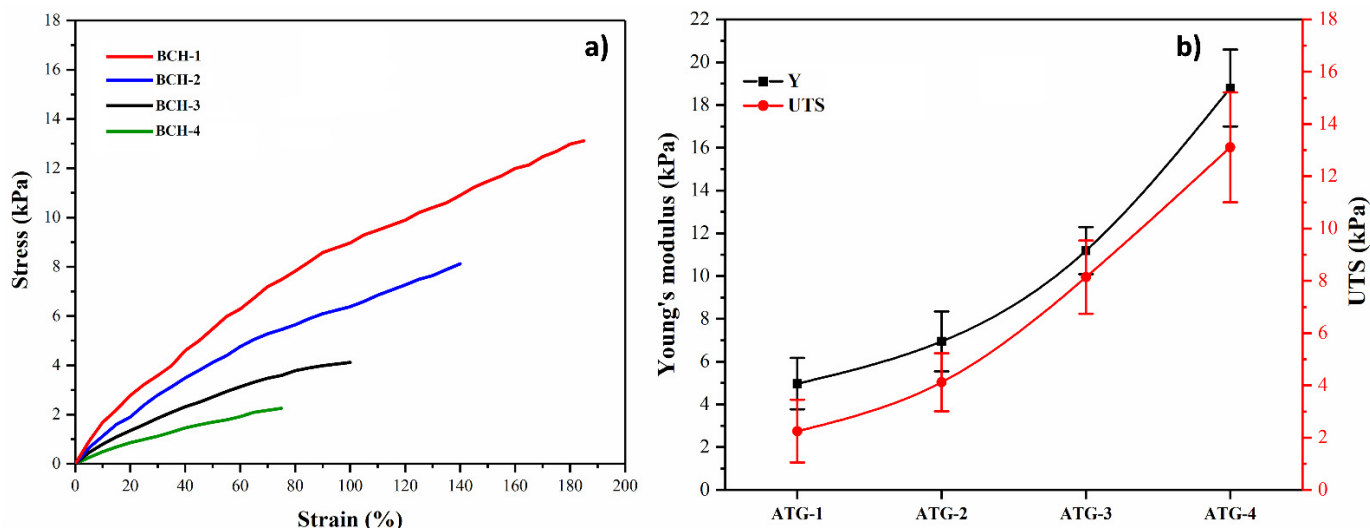 a)
BCH-1
BCH-2
BCH-3
BCH-4
Stress (kPa)
18
16
14
12
10
8
6
4
2
0
0 20 40 60 80 100 120 140 160 180 200
Strain (%)
b)
Y
UTS
Young's modulus (kPa)
22
20
18
16
14
12
10
8
6
4
2
0
ATG-1 ATG-2 ATG-3 ATG-4
18
16
14
12
10
8
6
4
2
0
UTS (kPa)